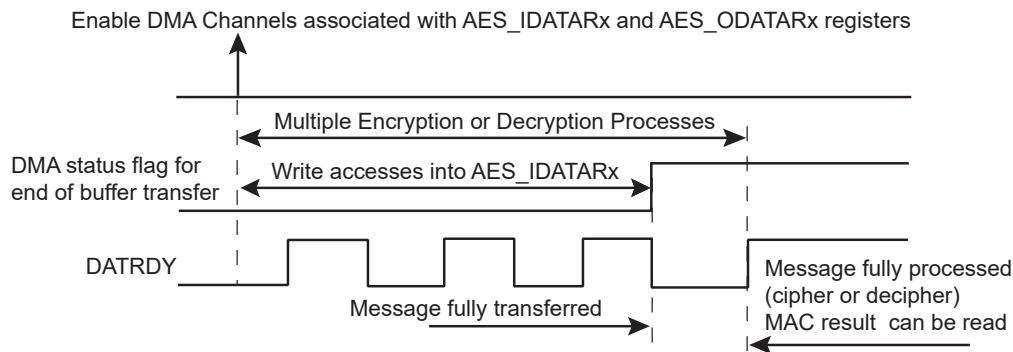 Enable DMA Channels associated with AES_IDATARx and AES_ODATARx registers
Multiple Encryption or Decryption Processes
DMA status flag for
end of buffer transfer
Write accesses into AES_IDATARx
DATRDY
Message fully transferred
Message fully processed
(cipher or decipher)
MAC result can be read